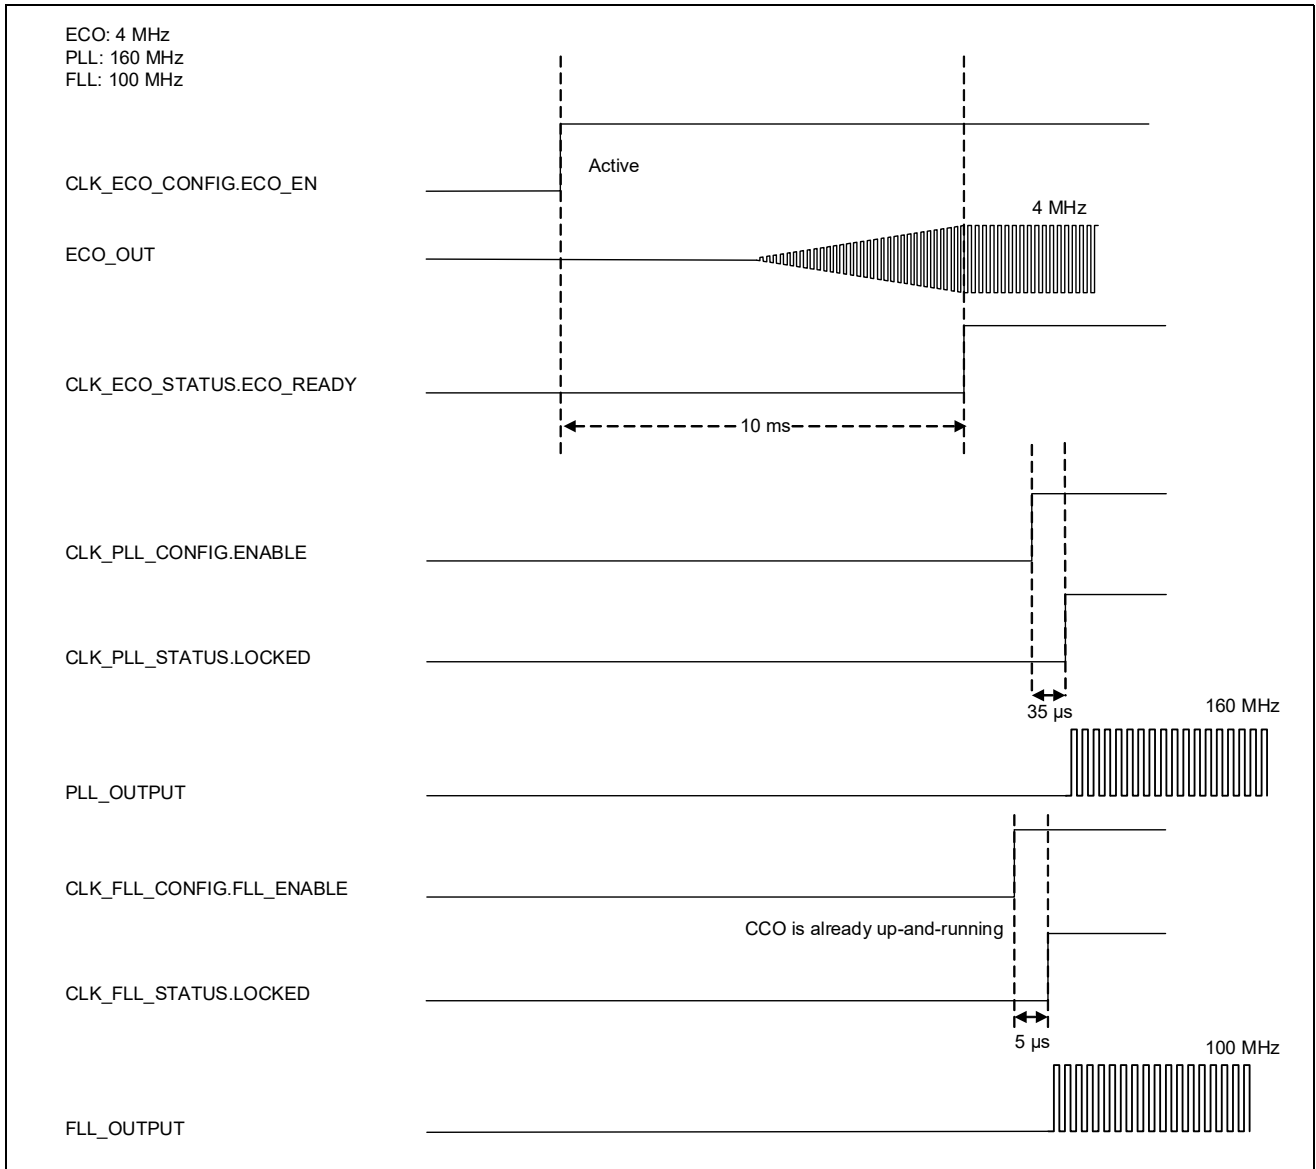 ECO: 4 MHz
PLL: 160 MHz
FLL: 100 MHz
Active
CLK_ECO_CONFIG.ECO_EN
4 MHz
ECO_OUT
CLK_ECO_STATUS.ECO_READY
10 ms
CLK_PLL_CONFIG.ENABLE
CLK_PLL_STATUS.LOCKED
35 µs
160 MHz
PLL_OUTPUT
CLK_FLL_CONFIG.FLL_ENABLE
CCO is already up-and-running
CLK_FLL_STATUS.LOCKED
5 µs
100 MHz
FLL_OUTPUT